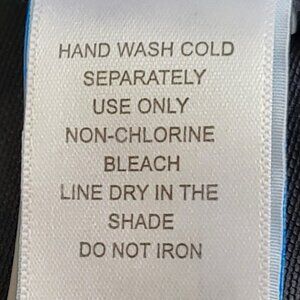 HAND WASH COLD
SEPARATELY
USE ONLY
NON-CHLORINE
BLEACH
LINE DRY IN THE
SHADE
DO NOT IRON